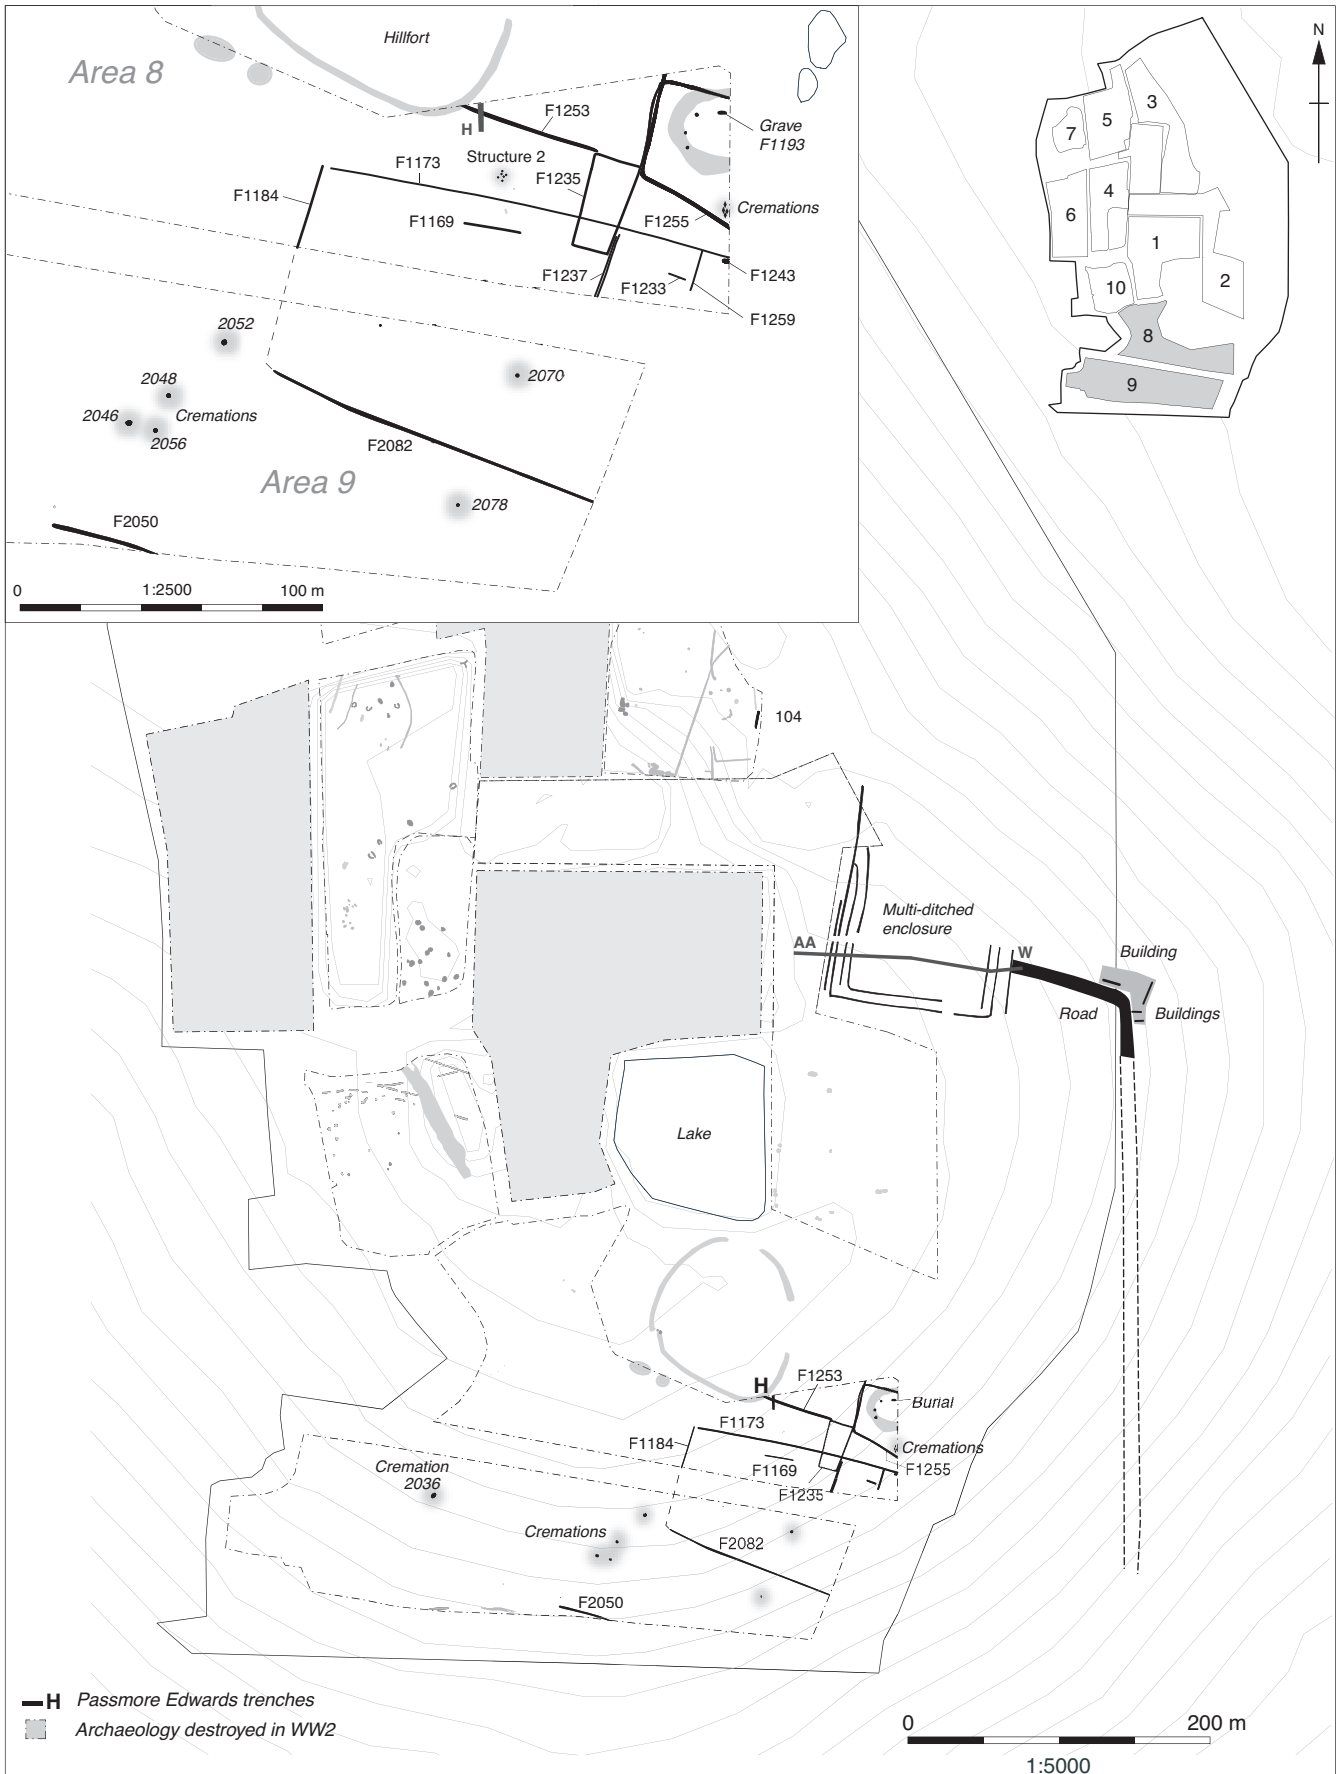 Hillfort
Area 8
H
F1253
Grave
F1193
Structure 2
F1173
F1235
F1184
F1169
F1255
Cremations
F1237
F1233
F1243
F1259
2052
2048
Cremations
2046
2056
2070
F2082
Area 9
2078
F2050
0 1:2500 100 m
N
3
5
7
4
6
1
2
10
8
9
104
Multi-ditched
enclosure
AA
W
Building
Road
Buildings
Lake
H
F1253
Burial
F1173
F1184
Cremations
F1169
F1255
F1235
Cremation
2036
Cremations
F2082
F2050
H Passmore Edwards trenches
Archaeology destroyed in WW2
0 200 m
1:5000